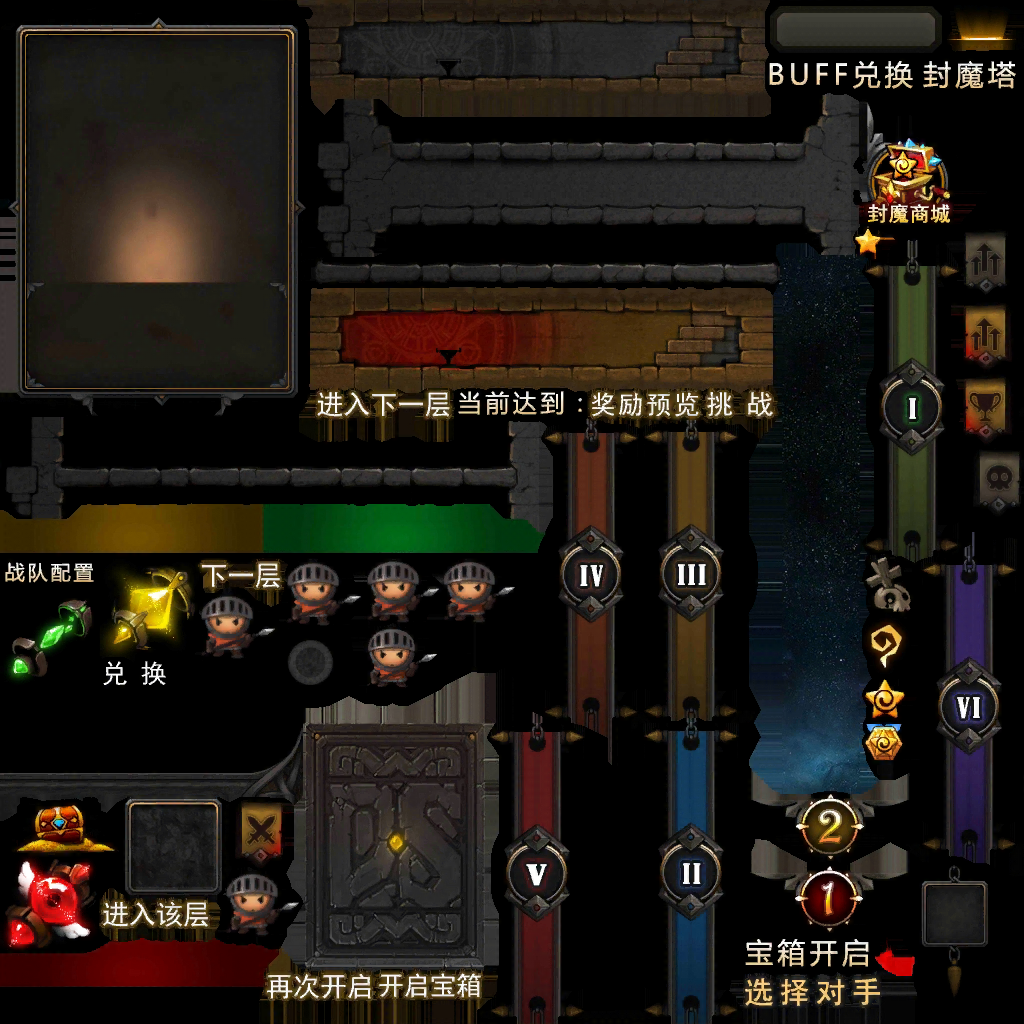 BUFF兑换 封魔塔
封魔商城
进入下一层 当前达到： 奖励预览 挑 战
I
IV
III
战队配置
下一层
兑 换
VI
2
V
II
1
进入该层
宝箱开启
再次开启 开启宝箱
选择对手